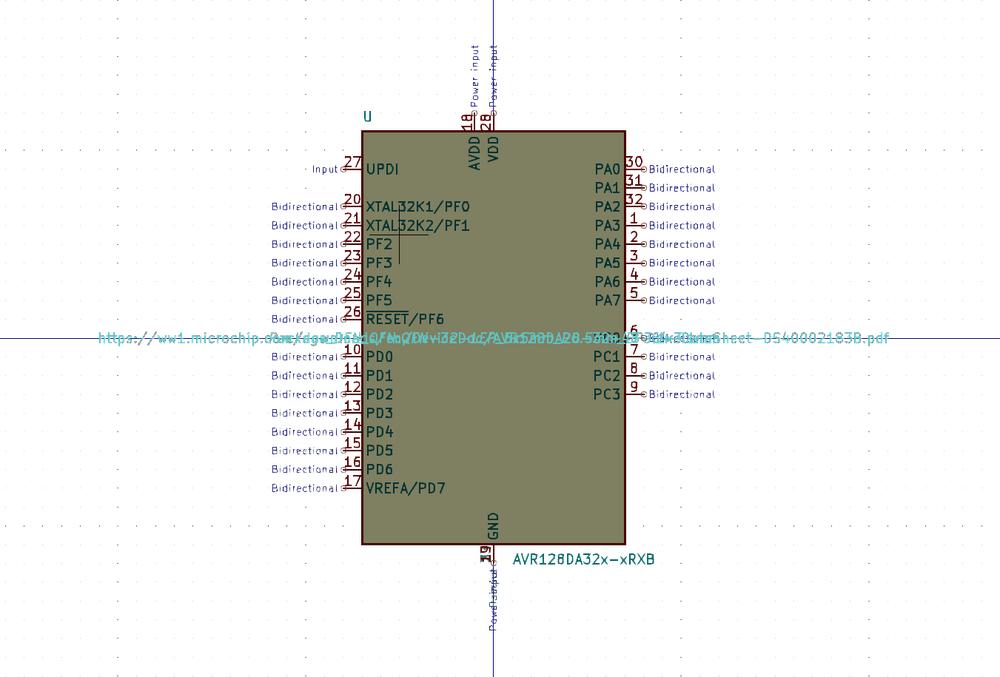 Power input
Power input
U
18
28
AVDD
VDD
Input 27 UPDI
PA0 30 Bidirectional
PA1 31 Bidirectional
Bidirectional 20 XTAL32K1/PF0
PA2 32 Bidirectional
Bidirectional 21 XTAL32K2/PF1
PA3 1 Bidirectional
Bidirectional 22 PF2
PA4 2 Bidirectional
Bidirectional 23 PF3
PA5 3 Bidirectional
Bidirectional 24 PF4
PA6 4 Bidirectional
Bidirectional 25 PF5
PA7 5 Bidirectional
Bidirectional 26 RESET/PF6
6
Bidirectional 10 PD0
PC1 7 Bidirectional
Bidirectional 11 PD1
PC2 8 Bidirectional
Bidirectional 12 PD2
PC3 9 Bidirectional
Bidirectional 13 PD3
Bidirectional 14 PD4
Bidirectional 15 PD5
Bidirectional 16 PD6
Bidirectional 17 VREFA/PD7
GND
AVR128DA32x-xRXB